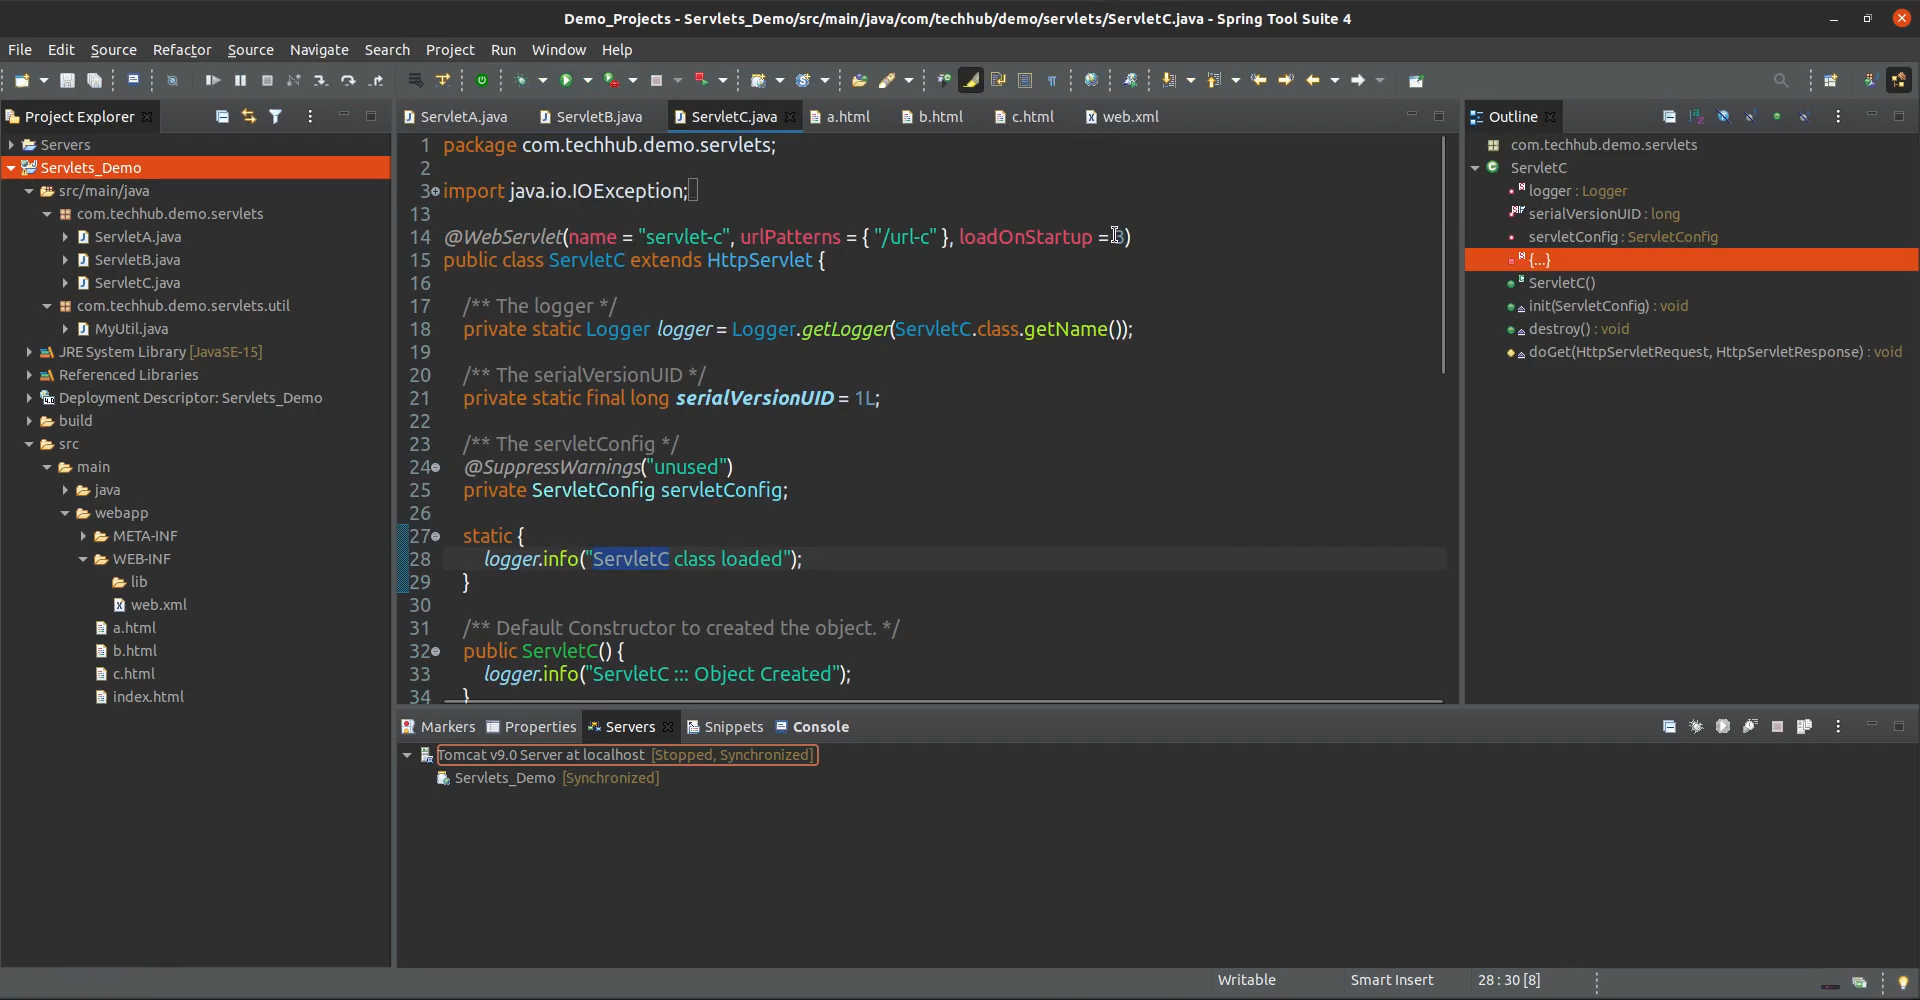 Demo_Projects - Servlets_Demo/src/main/java/com/techhub/demo/servlets/ServletC.java - Spring Tool Suite 4
File Edit Source Refactor Source Navigate Search Project Run Window Help
Project Explorer
Servers
Servlets_Demo
src/main/java
com.techhub.demo.servlets
ServletA.java
ServletB.java
ServletC.java
com.techhub.demo.servlets.util
MyUtil.java
JRE System Library [JavaSE-15]
Referenced Libraries
Deployment Descriptor: Servlets_Demo
build
src
main
java
webapp
META-INF
WEB-INF
lib
web.xml
a.html
b.html
c.html
index.html
ServletA.java ServletB.java ServletC.java a.html b.html c.html web.xml
1 package com.techhub.demo.servlets;
2
3 import java.io.IOException;
13
14 @WebServlet(name = "servlet-c", urlPatterns = { "/url-c" }, loadOnStartup = 3)
15 public class ServletC extends HttpServlet {
16
17 /** The logger */
18 private static Logger logger = Logger.getLogger(ServletC.class.getName());
19
20 /** The serialVersionUID */
21 private static final long serialVersionUID = 1L;
22
23 /** The servletConfig */
24 @SuppressWarnings("unused")
25 private ServletConfig servletConfig;
26
27 static {
28 logger.info("ServletC class loaded");
29 }
30
31 /** Default Constructor to created the object. */
32 public ServletC() {
33 logger.info("ServletC ::: Object Created");
34 }
Outline
com.techhub.demo.servlets
ServletC
logger : Logger
serialVersionUID : long
servletConfig : ServletConfig
{...}
ServletC()
init(ServletConfig) : void
destroy() : void
doGet(HttpServletRequest, HttpServletResponse) : void
Markers Properties Servers Snippets Console
Tomcat v9.0 Server at localhost [Stopped, Synchronized]
Servlets_Demo [Synchronized]
Writable Smart Insert 28 : 30 [8]